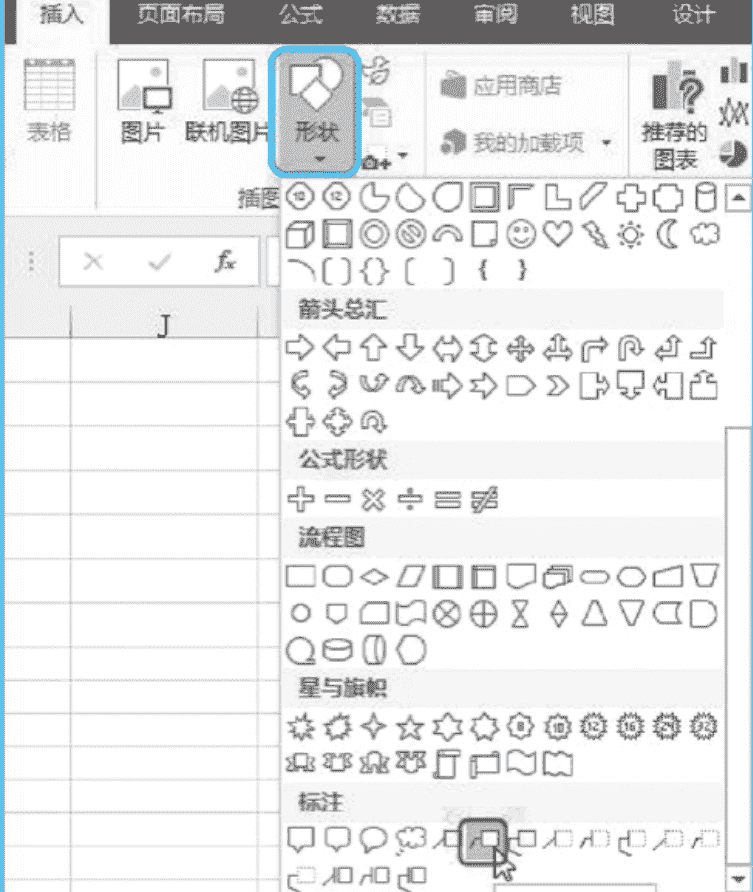 插入 页面布局 公式 数据 审阅 视图 设计
表格 图片 联机图片 形状 应用商店 我的加载项 推荐的
图表
插图
fx
J
箭头总汇
公式形状
流程图
星与旗帜
标注